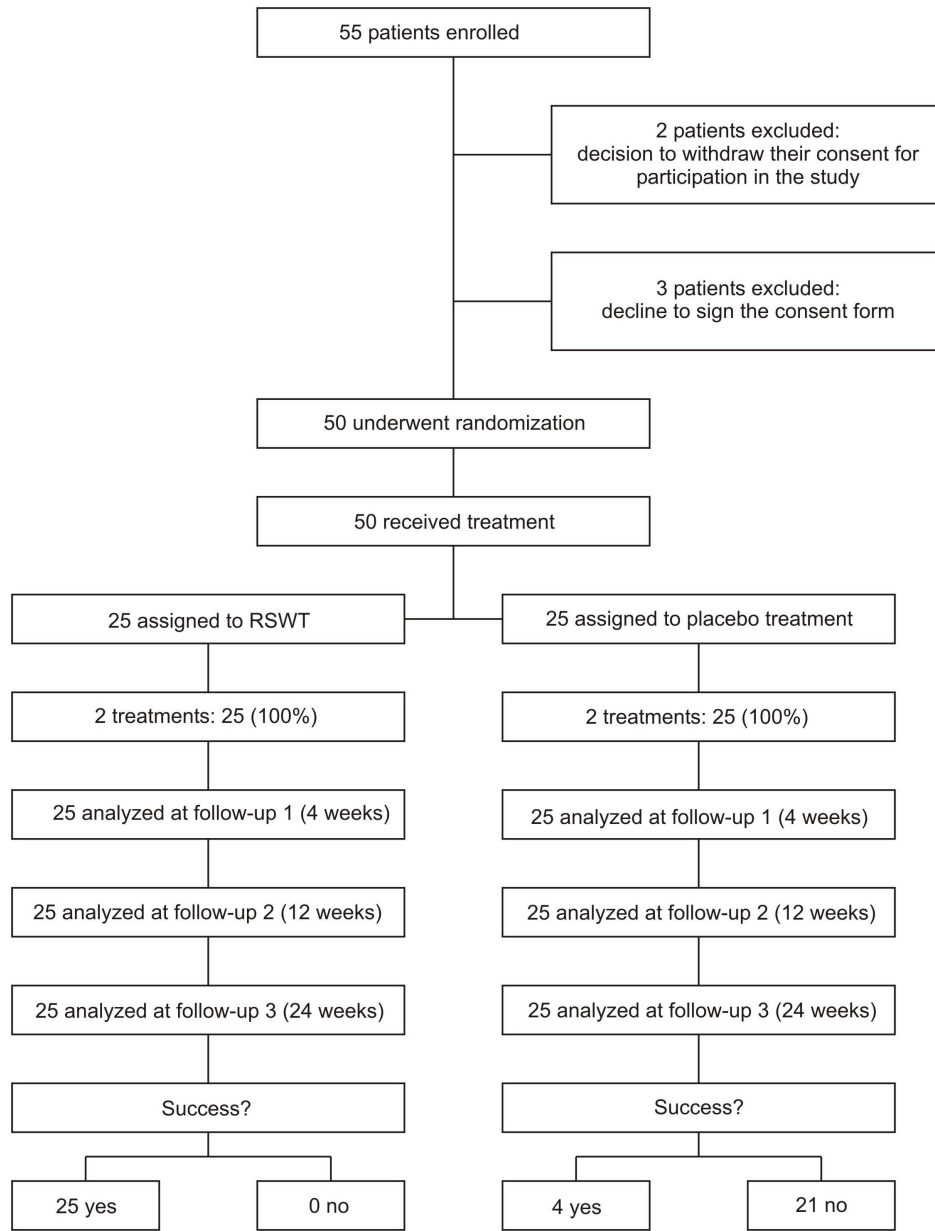 55 patients enrolled
2 patients excluded:
decision to withdraw their consent for
participation in the study
3 patients excluded:
decline to sign the consent form
50 underwent randomization
50 received treatment
25 assigned to RSWT
25 assigned to placebo treatment
2 treatments: 25 (100%)
2 treatments: 25 (100%)
25 analyzed at follow-up 1 (4 weeks)
25 analyzed at follow-up 1 (4 weeks)
25 analyzed at follow-up 2 (12 weeks)
25 analyzed at follow-up 2 (12 weeks)
25 analyzed at follow-up 3 (24 weeks)
25 analyzed at follow-up 3 (24 weeks)
Success?
Success?
25 yes
0 no
4 yes
21 no